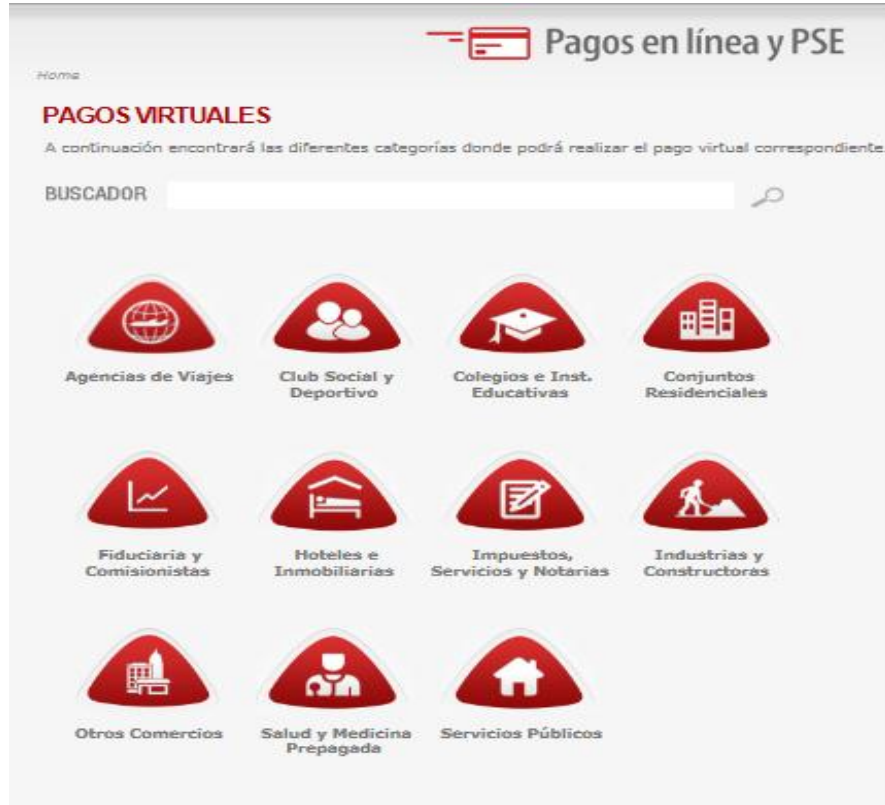 Pagos en línea y PSE
Home
PAGOS VIRTUALES
A continuación encontrará las diferentes categorías donde podrá realizar el pago virtual correspondiente
BUSCADOR
Agencias de Viajes
Club Social y
Deportivo
Colegios e Inst.
Educativas
Conjuntos
Residenciales
Fiduciaria y
Comisionistas
Hoteles e
Inmobiliarias
Impuestos,
Servicios y Notarias
Industrias y
Constructoras
Otros Comercios
Salud y Medicina
Prepagada
Servicios Públicos